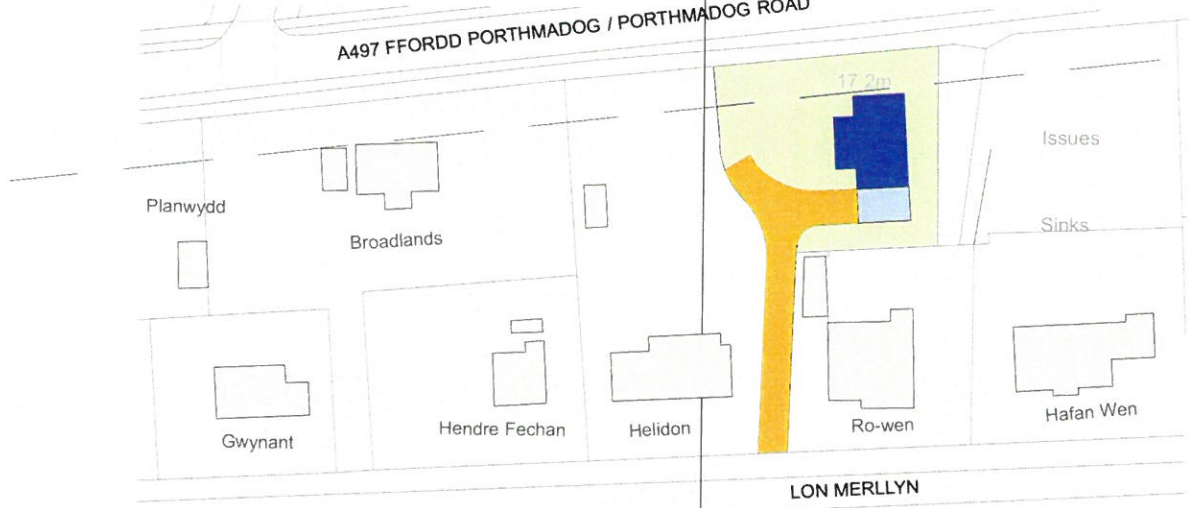 A497 FFORDD PORTHMADOG / PORTHMADOG ROAD
17.2m
Issues
Planwydd
Broadlands
Sinks
Gwynant
Hendre Fechan
Helidon
Ro-wen
Hafan Wen
LON MERLLYN